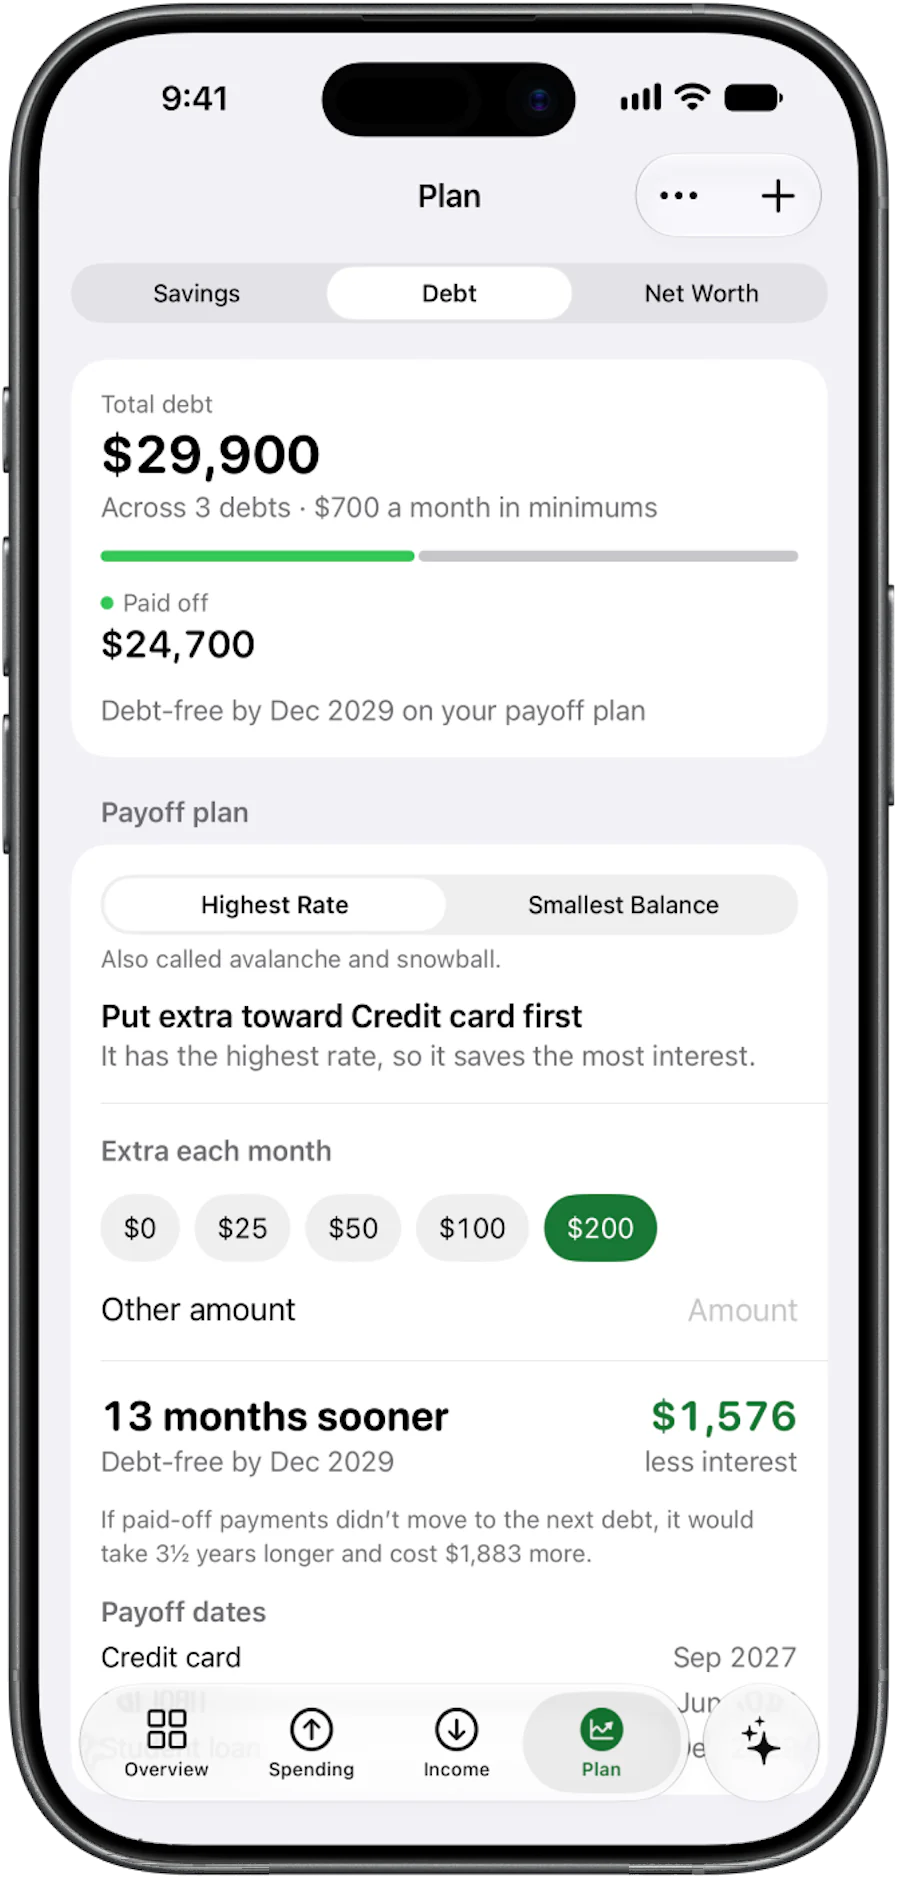 9:41
Plan
Savings Debt Net Worth
Total debt
$29,900
Across 3 debts · $700 a month in minimums
Paid off
$24,700
Debt-free by Dec 2029 on your payoff plan
Payoff plan
Highest Rate Smallest Balance
Also called avalanche and snowball.
Put extra toward Credit card first
It has the highest rate, so it saves the most interest.
Extra each month
$0 $25 $50 $100 $200
Other amount Amount
13 months sooner $1,576
Debt-free by Dec 2029 less interest
If paid-off payments didn’t move to the next debt, it would
take 3½ years longer and cost $1,883 more.
Payoff dates
Credit card Sep 2027
Student loan
Overview Spending Income Plan